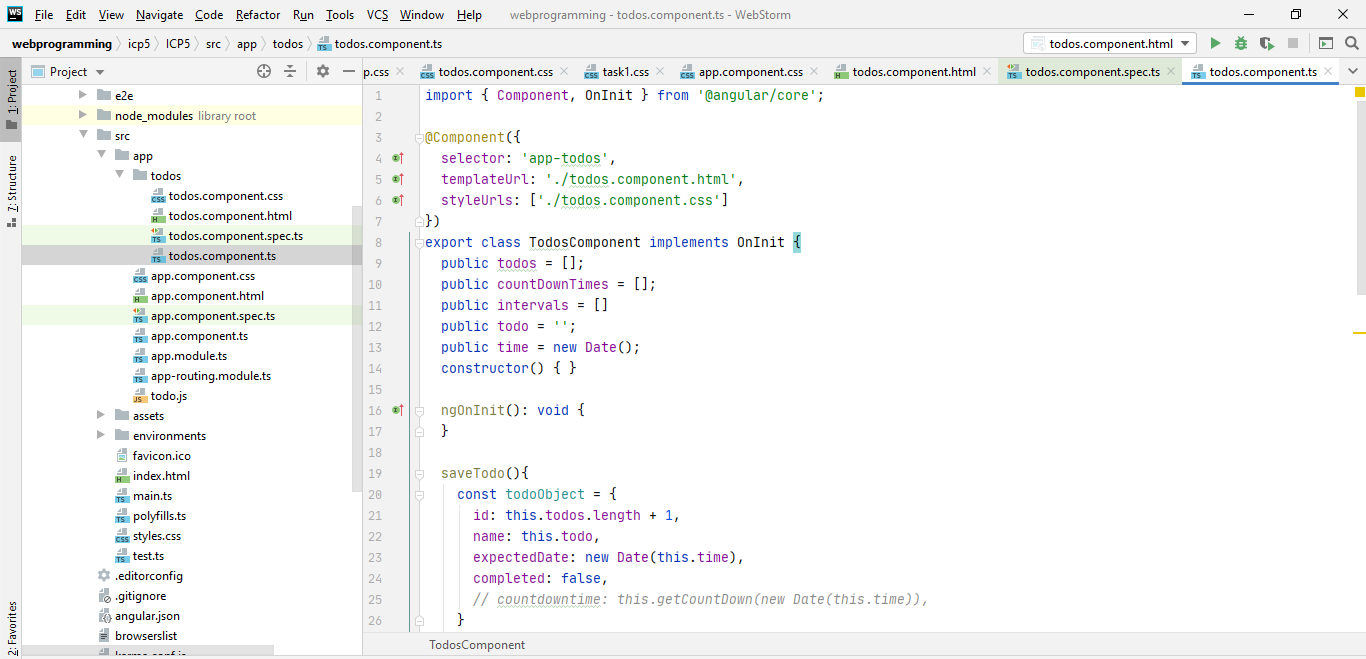 WS File Edit View Navigate Code Refactor Run Tools VCS Window Help webprogramming - todos.component.ts - WebStorm
webprogramming icp5 ICP5 src app todos todos.component.ts todos.component.html
1: Project
7: Structure
2: Favorites
Project
p.css todos.component.css task1.css app.component.css todos.component.html todos.component.spec.ts todos.component.ts
e2e
node_modules library root
src
app
todos
todos.component.css
todos.component.html
todos.component.spec.ts
todos.component.ts
app.component.css
app.component.html
app.component.spec.ts
app.component.ts
app.module.ts
app-routing.module.ts
todo.js
assets
environments
favicon.ico
index.html
main.ts
polyfills.ts
styles.css
test.ts
.editorconfig
.gitignore
angular.json
browserslist
karma.conf.js
1 import { Component, OnInit } from '@angular/core';
2
3 @Component({
4 selector: 'app-todos',
5 templateUrl: './todos.component.html',
6 styleUrls: ['./todos.component.css']
7 })
8 export class TodosComponent implements OnInit {
9 public todos = [];
10 public countDownTimes = [];
11 public intervals = []
12 public todo = '';
13 public time = new Date();
14 constructor() { }
15
16 ngOnInit(): void {
17 }
18
19 saveTodo(){
20 const todoObject = {
21 id: this.todos.length + 1,
22 name: this.todo,
23 expectedDate: new Date(this.time),
24 completed: false,
25 // countdowntime: this.getCountDown(new Date(this.time)),
26 }
TodosComponent